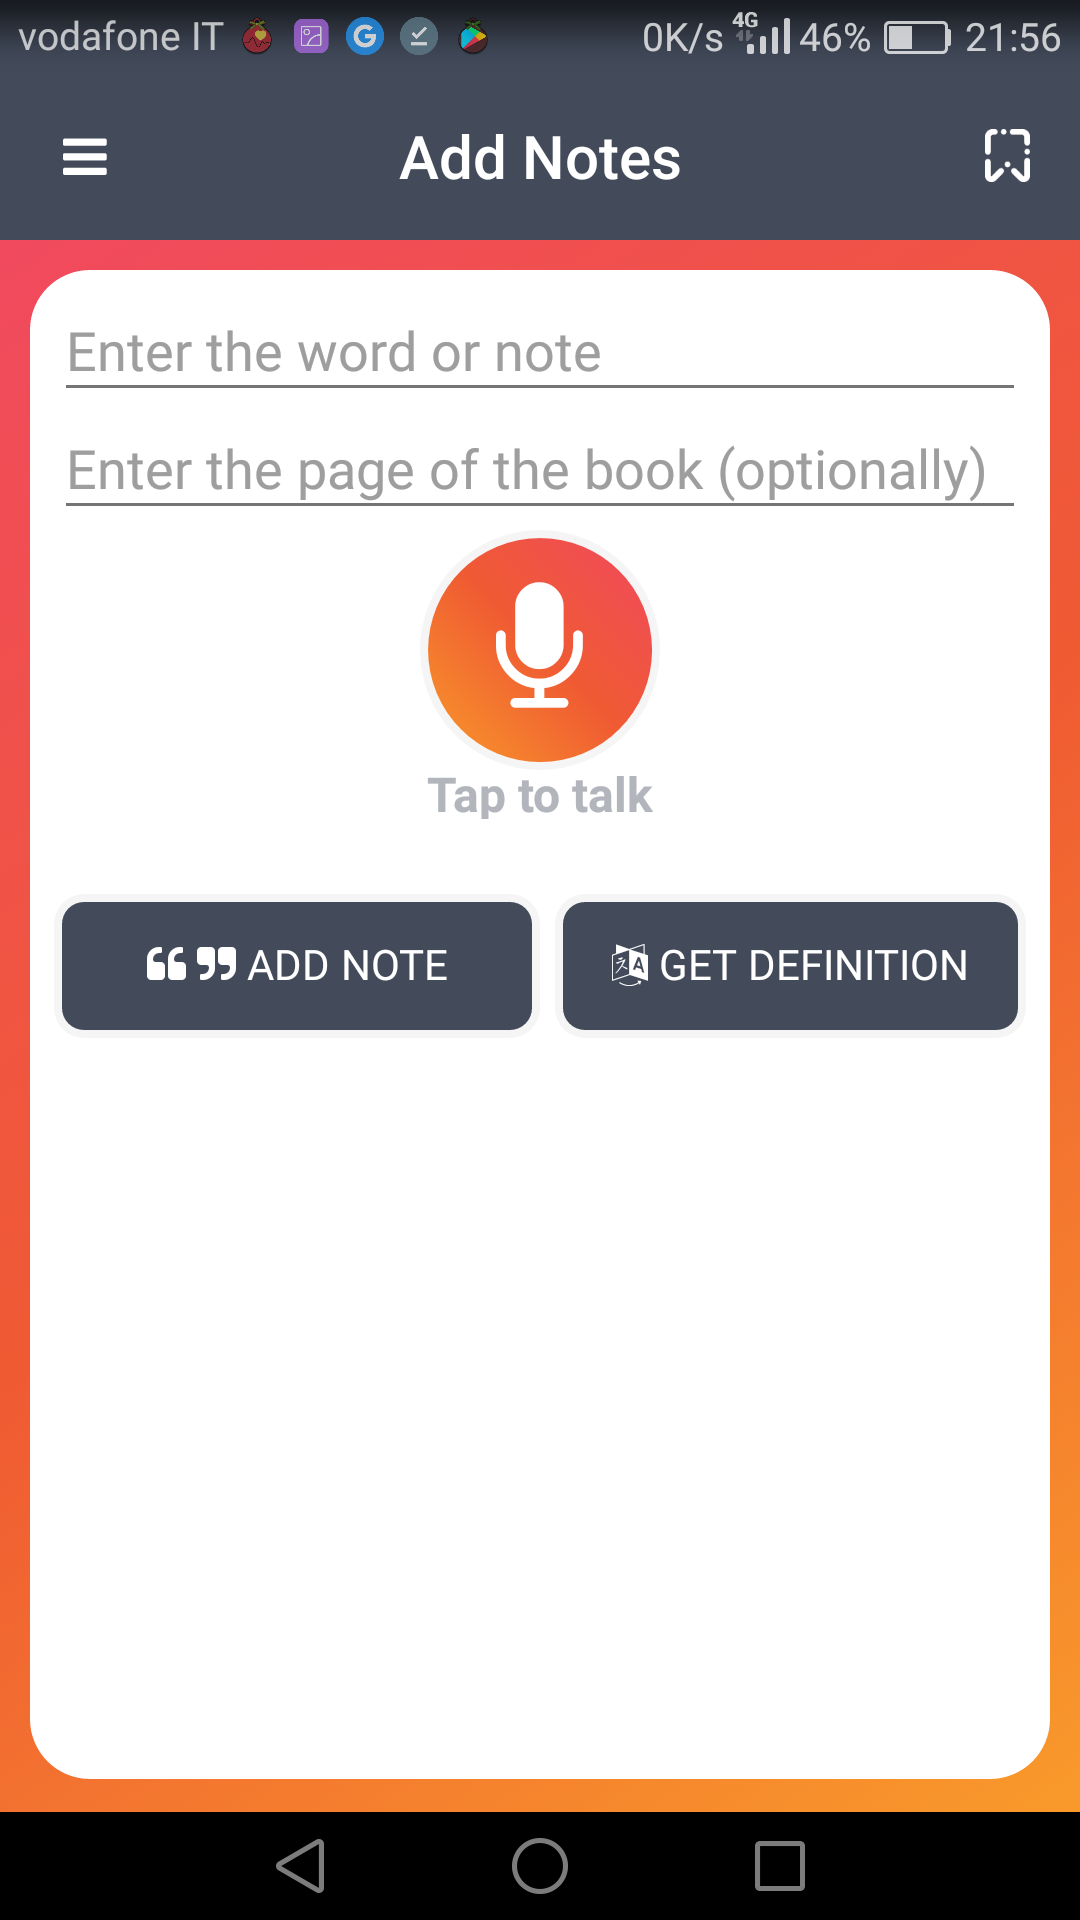 vodafone IT 0K/s 4G 46% 21:56
Add Notes
Enter the word or note
Enter the page of the book (optionally)
Tap to talk
ADD NOTE
GET DEFINITION